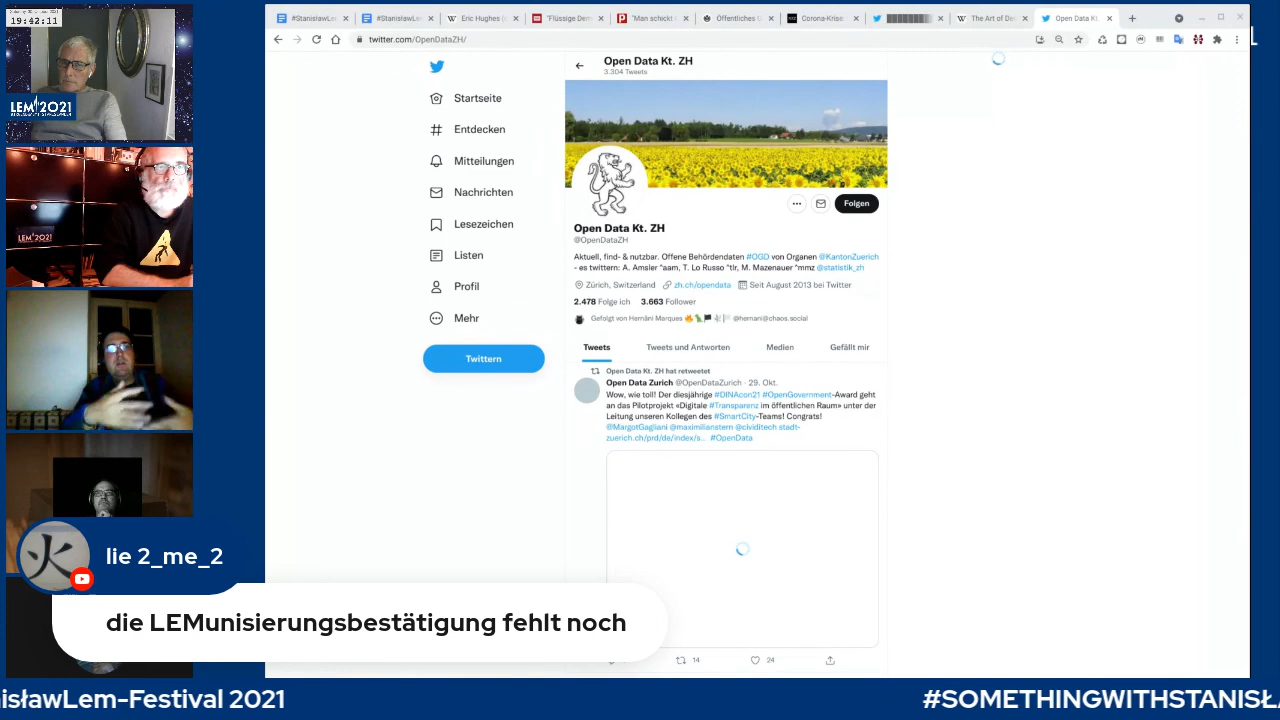 19:42:11
LEM 2021
LEM 2021
#StanisławLem
#StanisławLem
Eric Hughes (
"Flüssige Dem
"Man schickt
Öffentliches G
Corona-Krise:
The Art of De
Open Data Kt.
twitter.com/OpenDataZH/
Startseite
Entdecken
Mitteilungen
Nachrichten
Lesezeichen
Listen
Profil
Mehr
Twittern
Open Data Kt. ZH
3.304 Tweets
Folgen
Open Data Kt. ZH
@OpenDataZH
Aktuell, find- & nutzbar. Offene Behördendaten #OGD von Organen @KantonZuerich
- es twittern: A. Amsler ^aam, T. Lo Russo ^tlr, M. Mazenauer ^mmz @statistik_zh
Zürich, Switzerland zh.ch/opendata Seit August 2013 bei Twitter
2.478 Folge ich 3.663 Follower
Gefolgt von Hernâni Marques @hernani@chaos.social
Tweets Tweets und Antworten Medien Gefällt mir
Open Data Kt. ZH hat retweetet
Open Data Zurich @OpenDataZurich · 29. Okt.
Wow, wie toll! Der diesjährige #DINAcon21 #OpenGovernment-Award geht
an das Pilotprojekt «Digitale #Transparenz im öffentlichen Raum» unter der
Leitung unseren Kollegen des #SmartCity-Teams! Congrats!
@MargotGagliani @maximilianstern @cividitech stadt-
zuerich.ch/prd/de/index/s... #OpenData
14 24
火
lie 2_me_2
die LEMunisierungsbestätigung fehlt noch
nisławLem-Festival 2021 #SOMETHINGWITHSTANISŁ